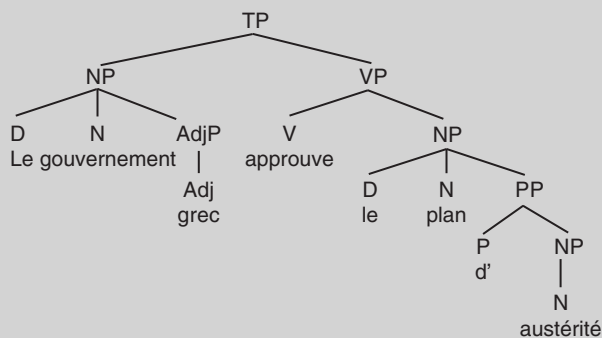 TP
NP VP
D N AdjP V NP
Le gouvernement approuve
Adj D N PP
grec le plan
P NP
d'
N
austérité